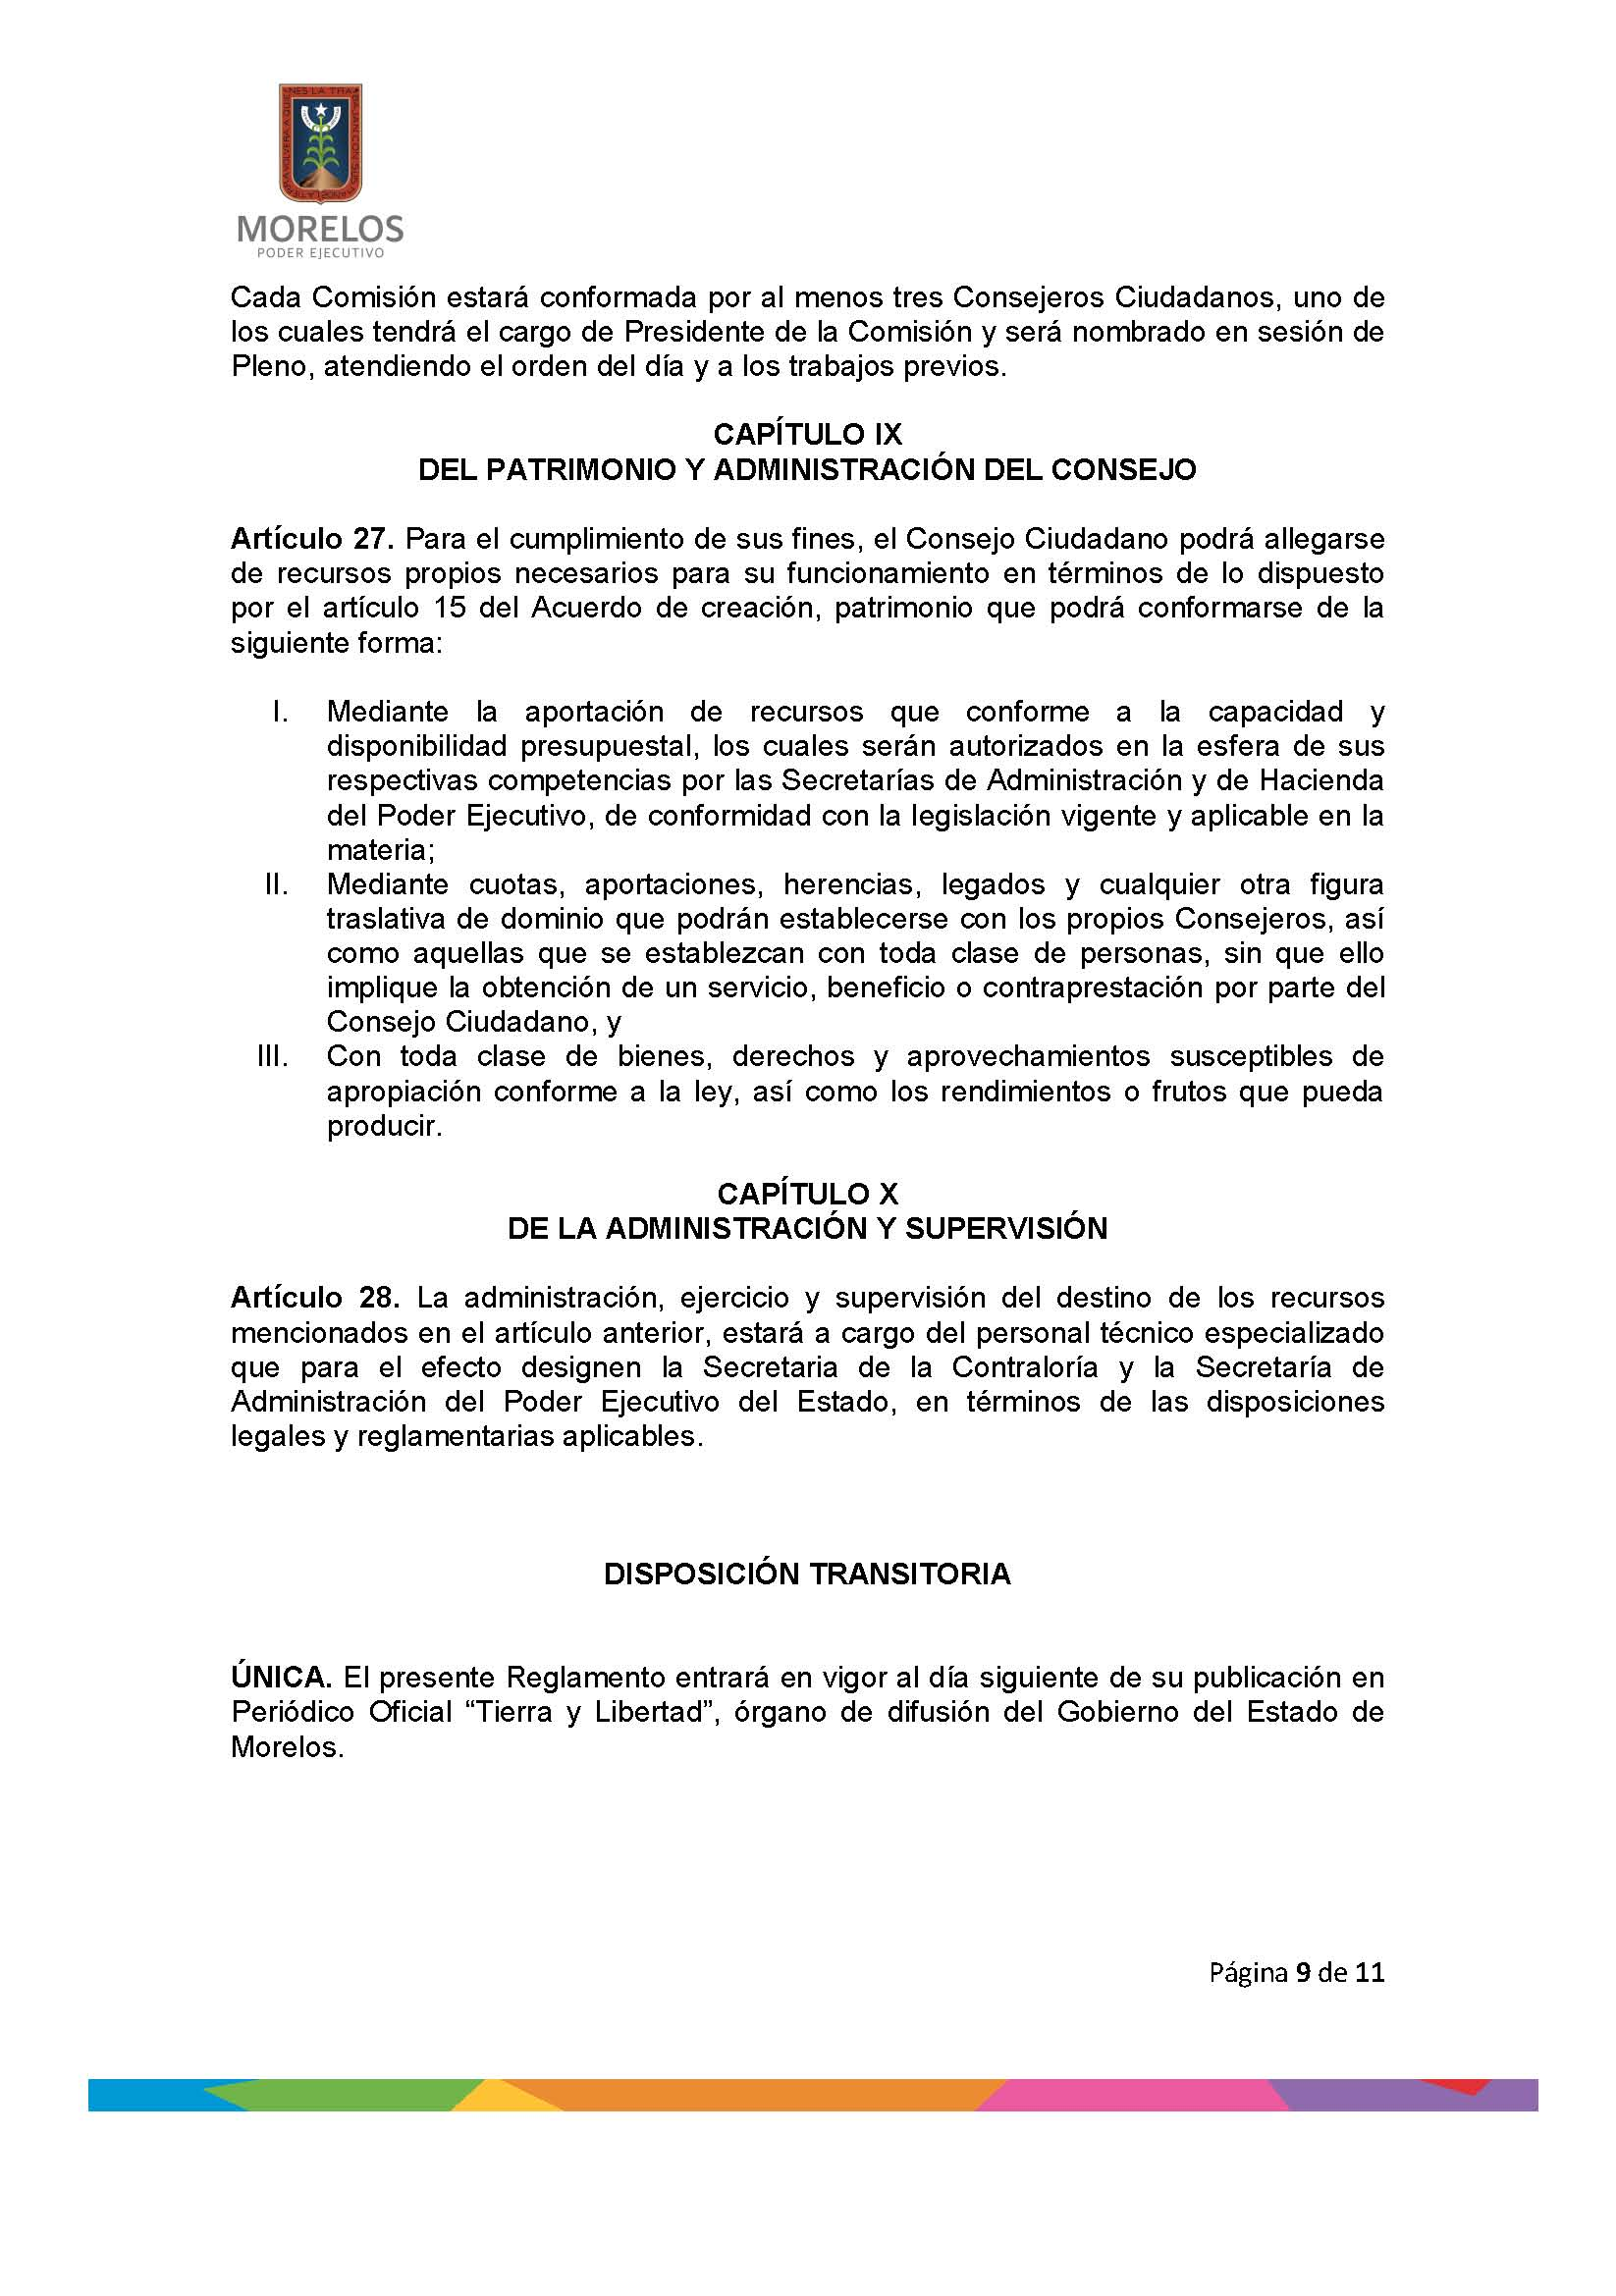 MORELOS
PODER EJECUTIVO
Cada Comisión estará conformada por al menos tres Consejeros Ciudadanos, uno de
los cuales tendrá el cargo de Presidente de la Comisión y será nombrado en sesión de
Pleno, atendiendo el orden del día y a los trabajos previos.
CAPÍTULO IX
DEL PATRIMONIO Y ADMINISTRACIÓN DEL CONSEJO
Artículo 27. Para el cumplimiento de sus fines, el Consejo Ciudadano podrá allegarse
de recursos propios necesarios para su funcionamiento en términos de lo dispuesto
por el artículo 15 del Acuerdo de creación, patrimonio que podrá conformarse de la
siguiente forma:
I. Mediante la aportación de recursos que conforme a la capacidad y
disponibilidad presupuestal, los cuales serán autorizados en la esfera de sus
respectivas competencias por las Secretarías de Administración y de Hacienda
del Poder Ejecutivo, de conformidad con la legislación vigente y aplicable en la
materia;
II. Mediante cuotas, aportaciones, herencias, legados y cualquier otra figura
traslativa de dominio que podrán establecerse con los propios Consejeros, así
como aquellas que se establezcan con toda clase de personas, sin que ello
implique la obtención de un servicio, beneficio o contraprestación por parte del
Consejo Ciudadano, y
III. Con toda clase de bienes, derechos y aprovechamientos susceptibles de
apropiación conforme a la ley, así como los rendimientos o frutos que pueda
producir.
CAPÍTULO X
DE LA ADMINISTRACIÓN Y SUPERVISIÓN
Artículo 28. La administración, ejercicio y supervisión del destino de los recursos
mencionados en el artículo anterior, estará a cargo del personal técnico especializado
que para el efecto designen la Secretaria de la Contraloría y la Secretaría de
Administración del Poder Ejecutivo del Estado, en términos de las disposiciones
legales y reglamentarias aplicables.
DISPOSICIÓN TRANSITORIA
ÚNICA. El presente Reglamento entrará en vigor al día siguiente de su publicación en
Periódico Oficial “Tierra y Libertad”, órgano de difusión del Gobierno del Estado de
Morelos.
Página 9 de 11